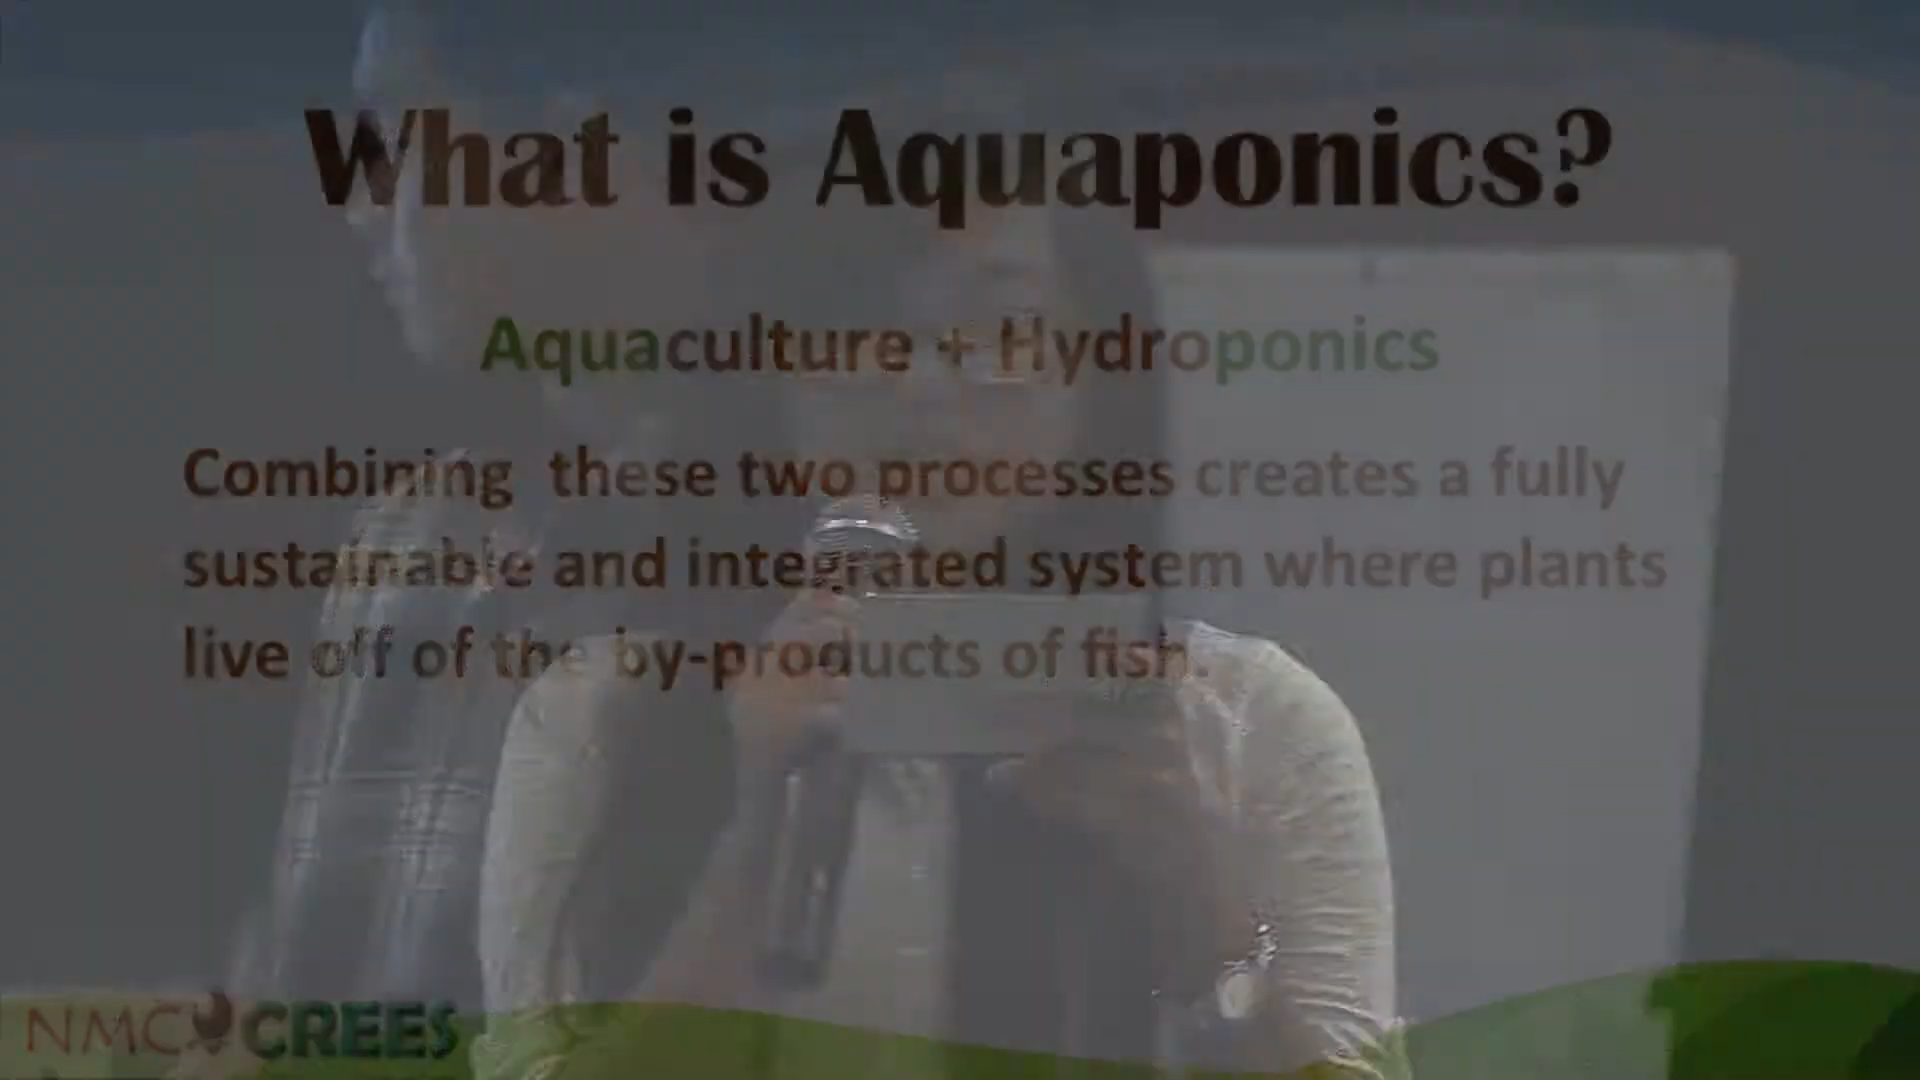 What is Aquaponics?
Aquaculture + Hydroponics
Combining these two processes creates a fully
sustainable and integrated system where plants
live off of the by-products of fish.
NMC CREES